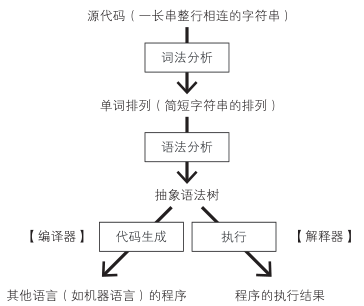 源代码（一长串整行相连的字符串）
词法分析
单词排列（简短字符串的排列）
语法分析
抽象语法树
【编译器】 代码生成 执行 【解释器】
其他语言（如机器语言）的程序 程序的执行结果